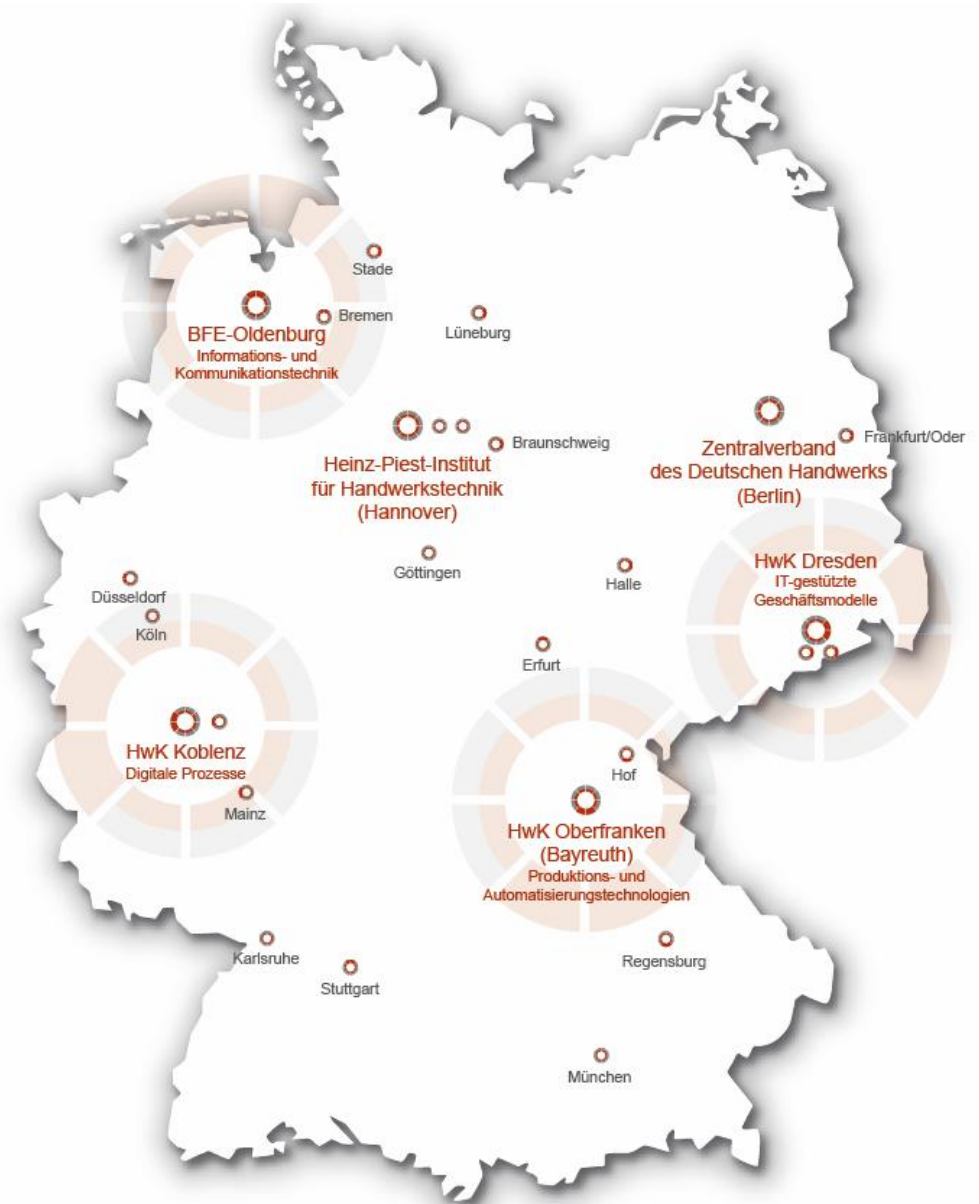 Stade
Bremen
BFE-Oldenburg
Informations- und
Kommunikationstechnik
Lüneburg
Braunschweig
Heinz-Piest-Institut
für Handwerkstechnik
(Hannover)
Frankfurt/Oder
Zentralverband
des Deutschen Handwerks
(Berlin)
Göttingen
Halle
HwK Dresden
IT-gestützte
Geschäftsmodelle
Düsseldorf
Köln
Erfurt
HwK Koblenz
Digitale Prozesse
Mainz
Hof
HwK Oberfranken
(Bayreuth)
Produktions- und
Automatisierungstechnologien
Karlsruhe
Stuttgart
Regensburg
München